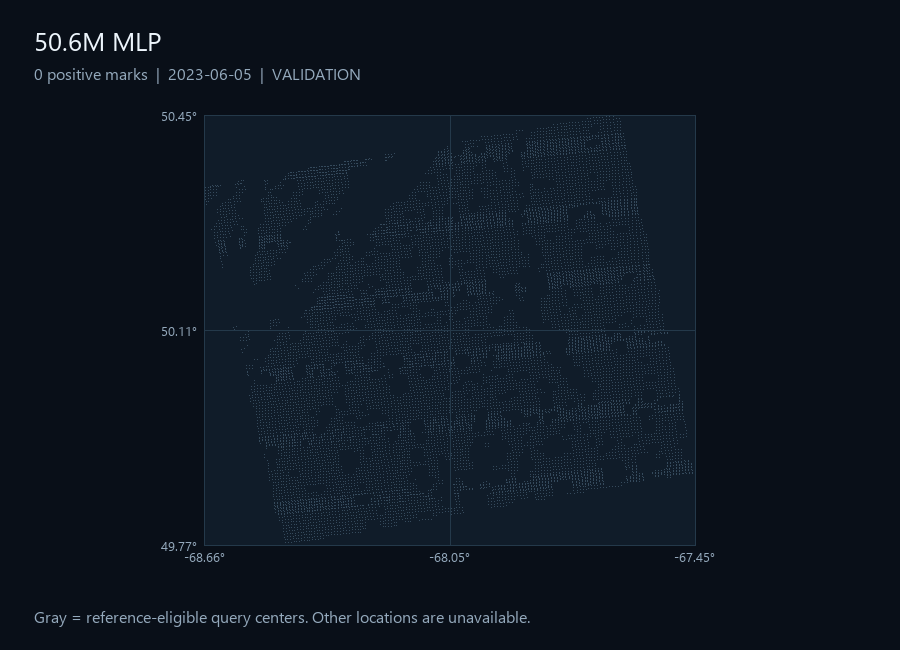 50.6M MLP
0 positive marks | 2023-06-05 | VALIDATION
50.45°
50.11°
49.77°
-68.66°
-68.05°
-67.45°
Gray = reference-eligible query centers. Other locations are unavailable.